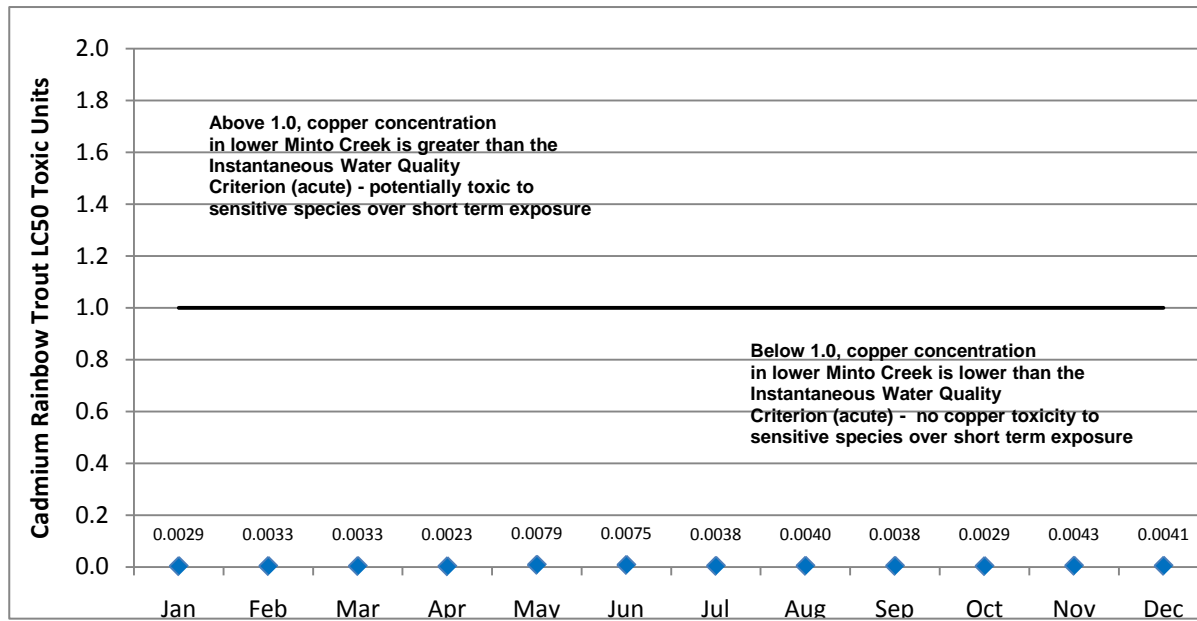 Cadmium Rainbow Trout LC50 Toxic Units
2.0
1.8
1.6
1.4
1.2
1.0
0.8
0.6
0.4
0.2
0.0
Above 1.0, copper concentration
in lower Minto Creek is greater than the
Instantaneous Water Quality
Criterion (acute) - potentially toxic to
sensitive species over short term exposure
Below 1.0, copper concentration
in lower Minto Creek is lower than the
Instantaneous Water Quality
Criterion (acute) - no copper toxicity to
sensitive species over short term exposure
0.0029 0.0033 0.0033 0.0023 0.0079 0.0075 0.0038 0.0040 0.0038 0.0029 0.0043 0.0041
Jan Feb Mar Apr May Jun Jul Aug Sep Oct Nov Dec